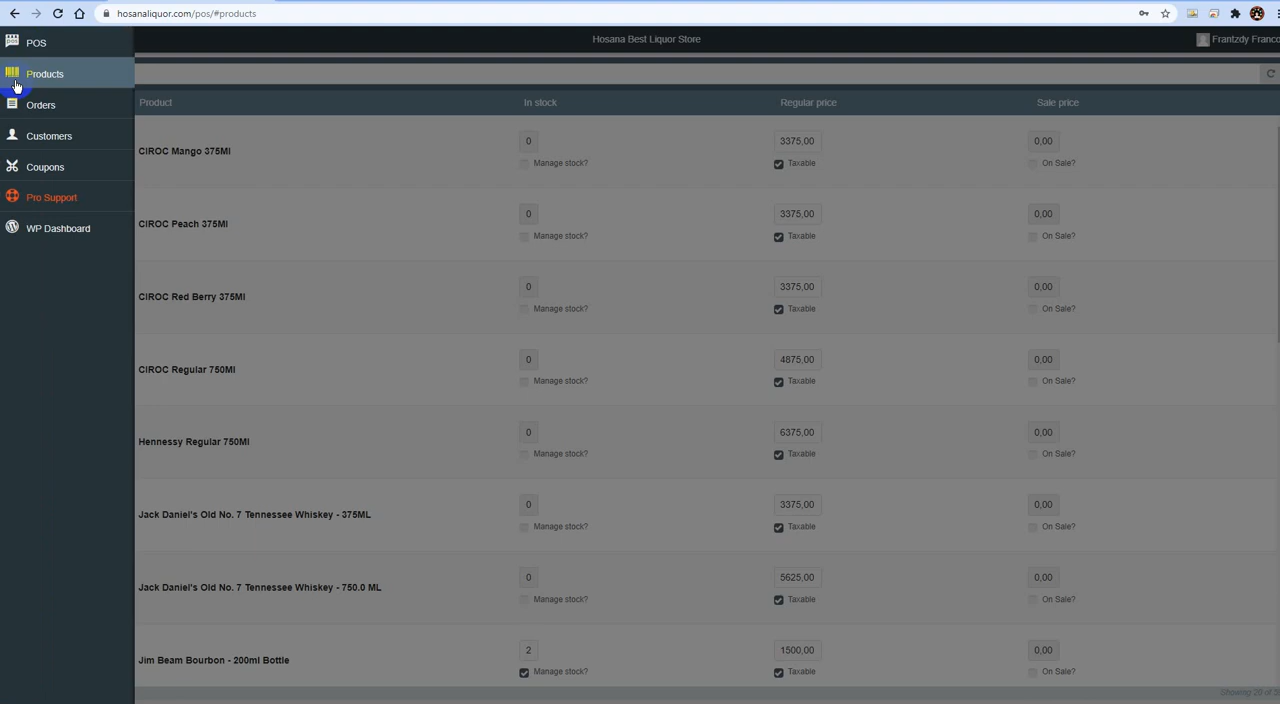 hosanaliquor.com/pos/#products
POS
Hosana Best Liquor Store
Frantzdy Franco
Products
Orders
Customers
Coupons
Pro Support
WP Dashboard
Product In stock Regular price Sale price
CIROC Mango 375Ml 0 3375,00 0,00
Manage stock? Taxable On Sale?
CIROC Peach 375Ml 0 3375,00 0,00
Manage stock? Taxable On Sale?
CIROC Red Berry 375Ml 0 3375,00 0,00
Manage stock? Taxable On Sale?
CIROC Regular 750Ml 0 4875,00 0,00
Manage stock? Taxable On Sale?
Hennessy Regular 750Ml 0 6375,00 0,00
Manage stock? Taxable On Sale?
Jack Daniel's Old No. 7 Tennessee Whiskey - 375ML 0 3375,00 0,00
Manage stock? Taxable On Sale?
Jack Daniel's Old No. 7 Tennessee Whiskey - 750.0 ML 0 5625,00 0,00
Manage stock? Taxable On Sale?
Jim Beam Bourbon - 200ml Bottle 2 1500,00 0,00
Manage stock? Taxable On Sale?
Showing 20 of